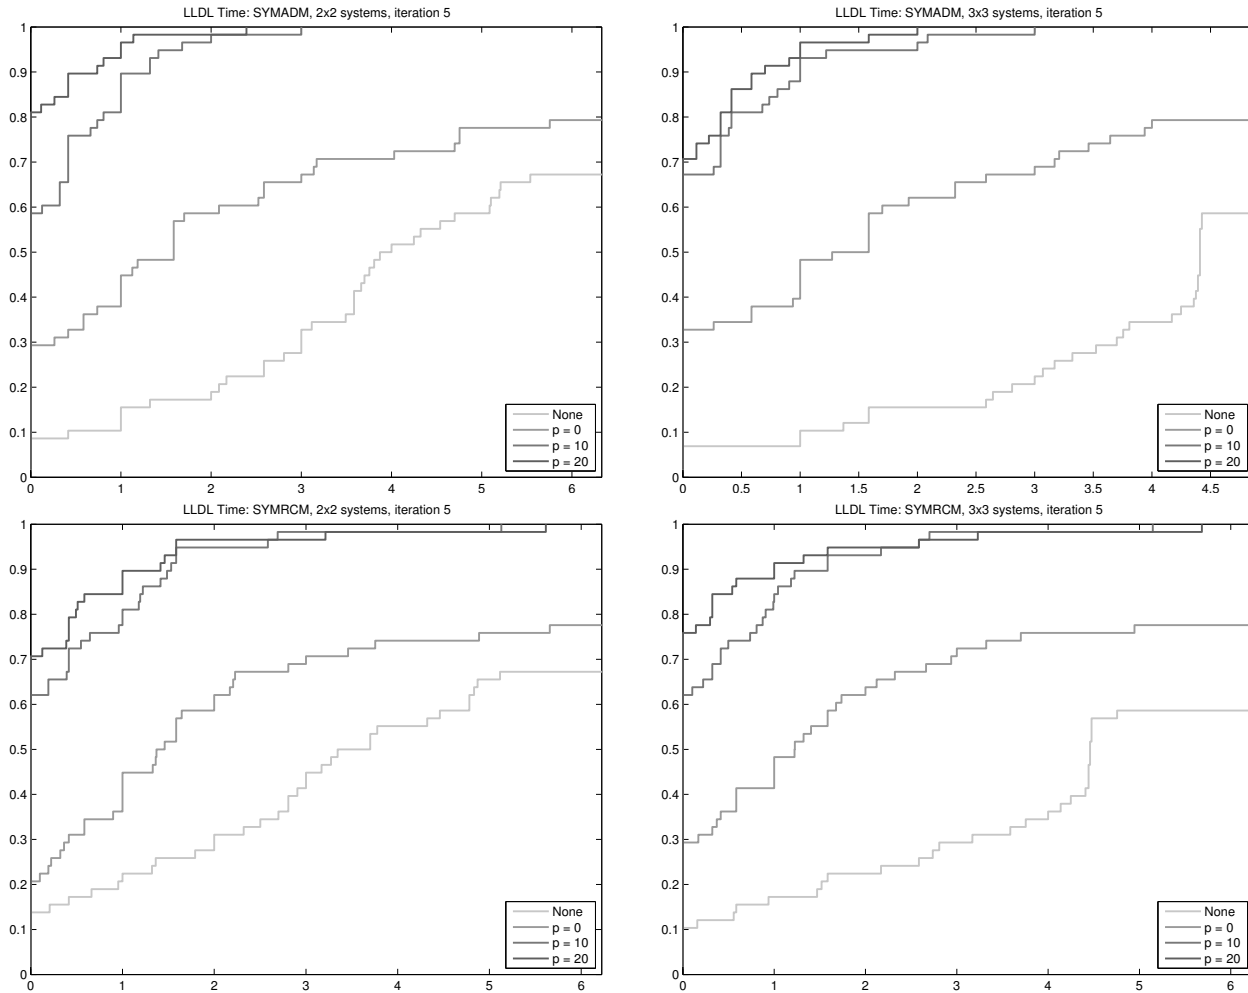 LLDL Time: SYMADM, 2x2 systems, iteration 5
1
0.9
0.8
0.7
0.6
0.5
0.4
0.3
0.2
0.1
0
0 1 2 3 4 5 6
None
p = 0
p = 10
p = 20
LLDL Time: SYMADM, 3x3 systems, iteration 5
1
0.9
0.8
0.7
0.6
0.5
0.4
0.3
0.2
0.1
0
0 0.5 1 1.5 2 2.5 3 3.5 4 4.5
None
p = 0
p = 10
p = 20
LLDL Time: SYMRCM, 2x2 systems, iteration 5
1
0.9
0.8
0.7
0.6
0.5
0.4
0.3
0.2
0.1
0
0 1 2 3 4 5 6
None
p = 0
p = 10
p = 20
LLDL Time: SYMRCM, 3x3 systems, iteration 5
1
0.9
0.8
0.7
0.6
0.5
0.4
0.3
0.2
0.1
0
0 1 2 3 4 5 6
None
p = 0
p = 10
p = 20